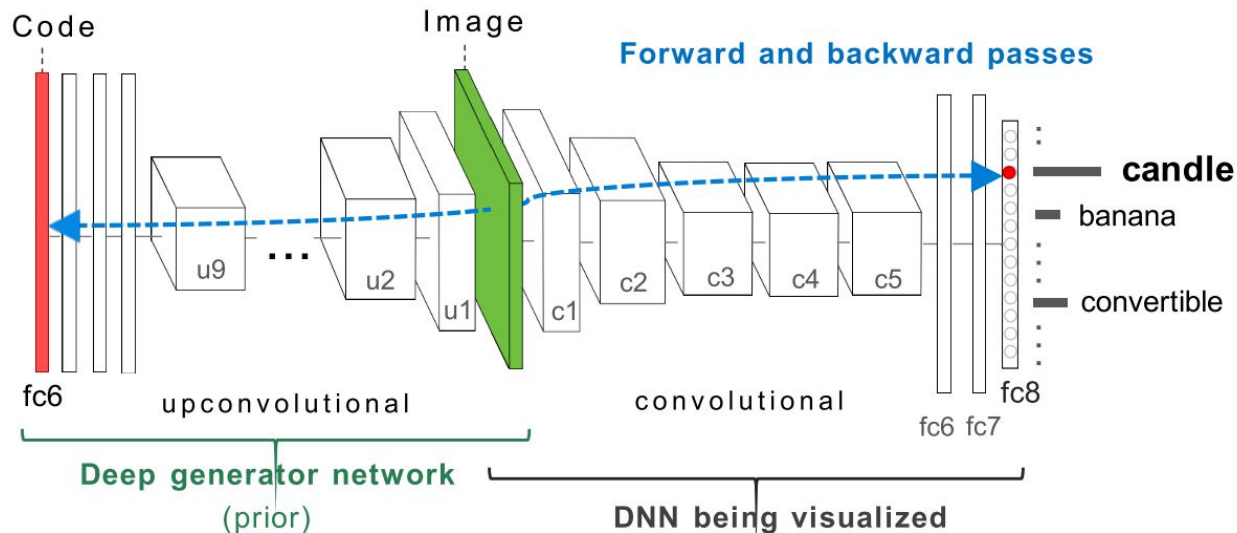 Code
Image
Forward and backward passes
candle
banana
convertible
u9
...
u2
u1
c1
c2
c3
c4
c5
fc6
upconvolutional
convolutional
fc6
fc7
fc8
Deep generator network
(prior)
DNN being visualized